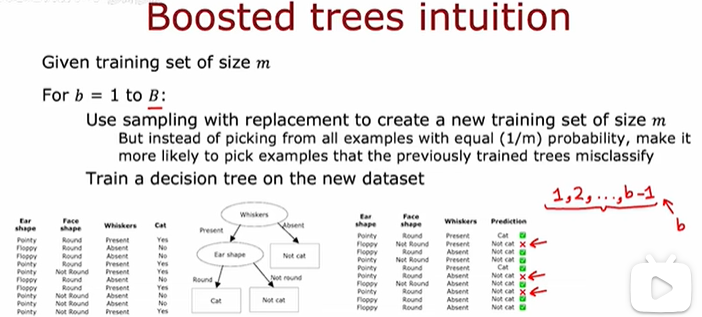 Boosted trees intuition
Given training set of size m
For b = 1 to B:
Use sampling with replacement to create a new training set of size m
But instead of picking from all examples with equal (1/m) probability, make it
more likely to pick examples that the previously trained trees misclassify
Train a decision tree on the new dataset
1,2,...,b-1
b
Ear shape Face shape Whiskers Cat
Pointy Round Present Yes
Floppy Round Absent No
Floppy Round Absent No
Pointy Round Present Yes
Pointy Not Round Present Yes
Floppy Round Absent No
Floppy Round Present Yes
Pointy Not Round Absent No
Pointy Not Round Absent No
Pointy Not Round Present Yes
Whiskers
Present
Absent
Ear shape
Not cat
Round
Not round
Cat
Not cat
Ear shape Face shape Whiskers Prediction
Pointy Round Present Cat ✅
Floppy Not Round Present Not cat ✗ ←
Floppy Round Absent Not cat ✅
Pointy Not Round Present Not cat ✅
Pointy Round Present Cat ✅
Pointy Round Absent Not cat ✗ ←
Floppy Not Round Absent Not cat ✅
Pointy Round Absent Not cat ✗ ←
Floppy Round Absent Not cat ✅
Floppy Round Absent Not cat ✅